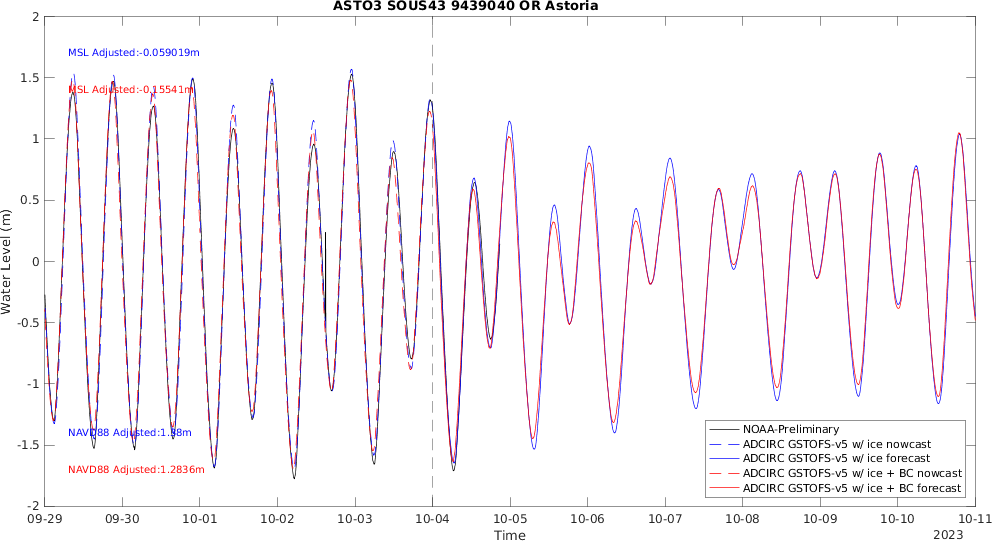 ASTO3 SOUS43 9439040 OR Astoria
2
1.5
1
0.5
0
-0.5
-1
-1.5
-2
Water Level (m)
MSL Adjusted:-0.059019m
MSL Adjusted:-0.15541m
NAVD88 Adjusted:1.38m
NAVD88 Adjusted:1.2836m
NOAA-Preliminary
ADCIRC GSTOFS-v5 w/ ice nowcast
ADCIRC GSTOFS-v5 w/ ice forecast
ADCIRC GSTOFS-v5 w/ ice + BC nowcast
ADCIRC GSTOFS-v5 w/ ice + BC forecast
09-29 09-30 10-01 10-02 10-03 10-04 10-05 10-06 10-07 10-08 10-09 10-10 10-11
Time
2023